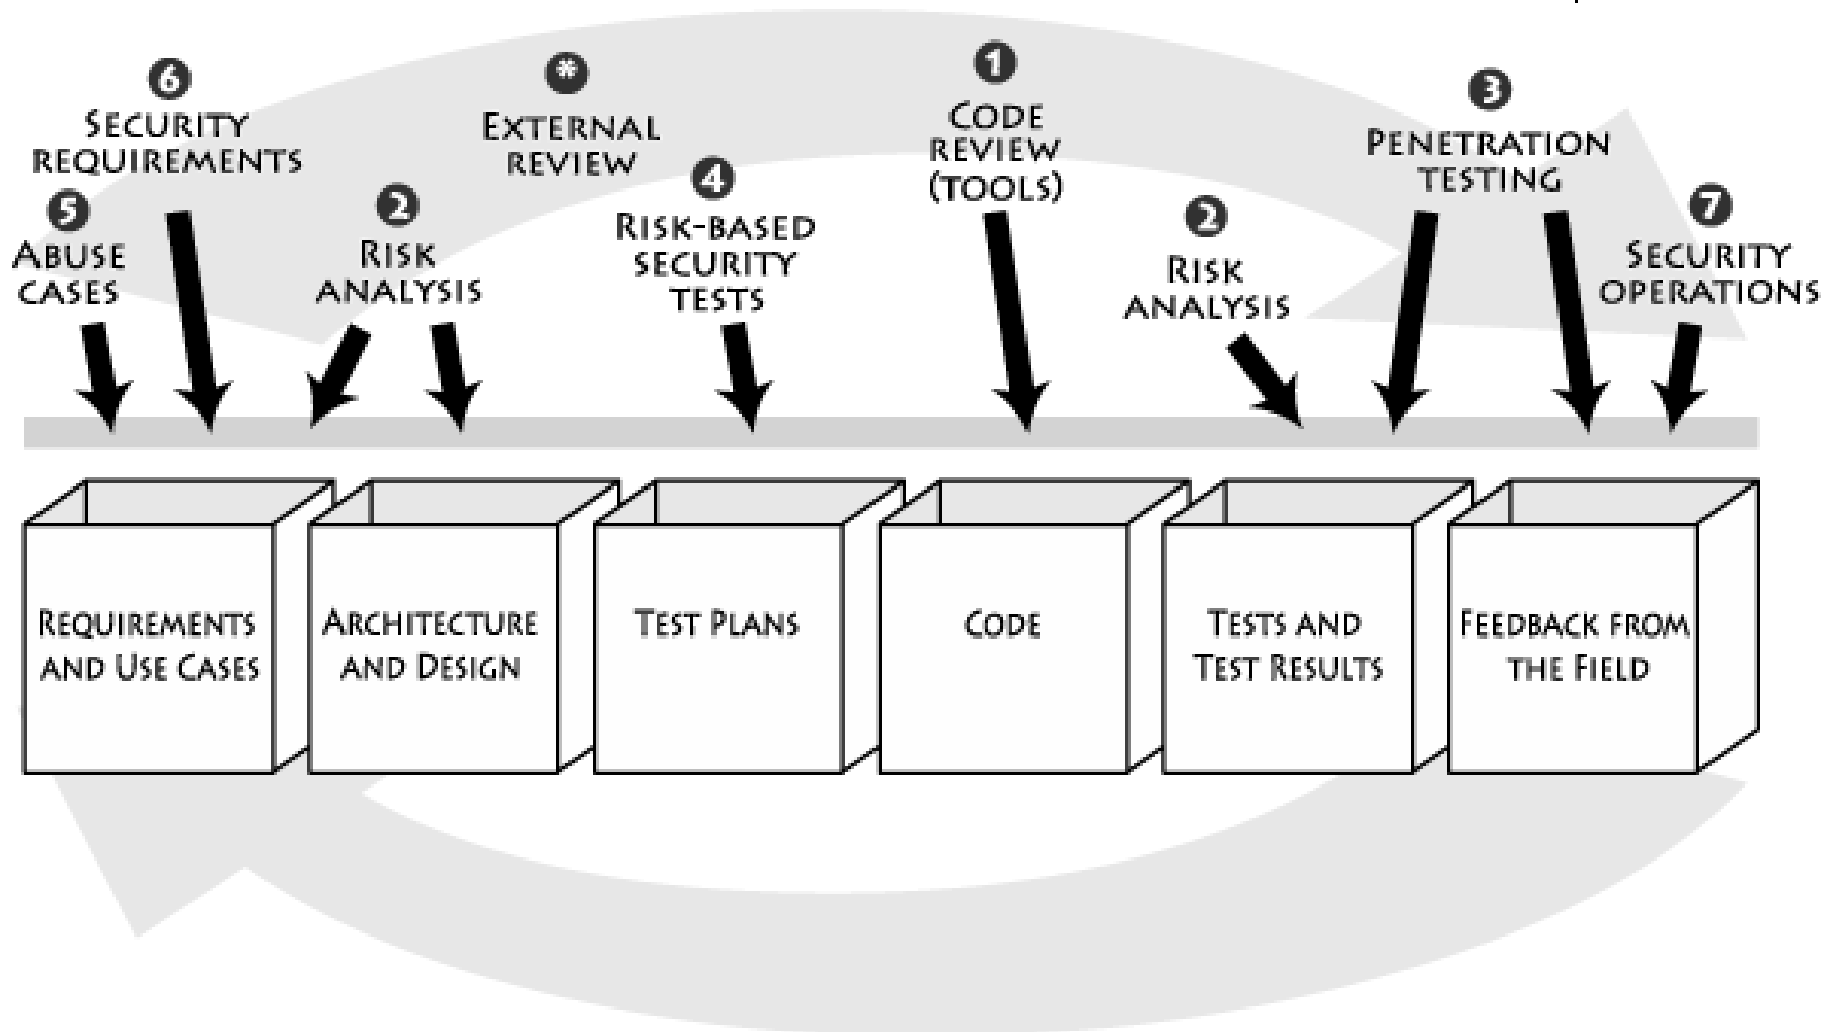 6
SECURITY
REQUIREMENTS
5
ABUSE
CASES
2
RISK
ANALYSIS
*
EXTERNAL
REVIEW
4
RISK-BASED
SECURITY
TESTS
1
CODE
REVIEW
(TOOLS)
2
RISK
ANALYSIS
3
PENETRATION
TESTING
7
SECURITY
OPERATIONS
REQUIREMENTS
AND USE CASES
ARCHITECTURE
AND DESIGN
TEST PLANS
CODE
TESTS AND
TEST RESULTS
FEEDBACK FROM
THE FIELD